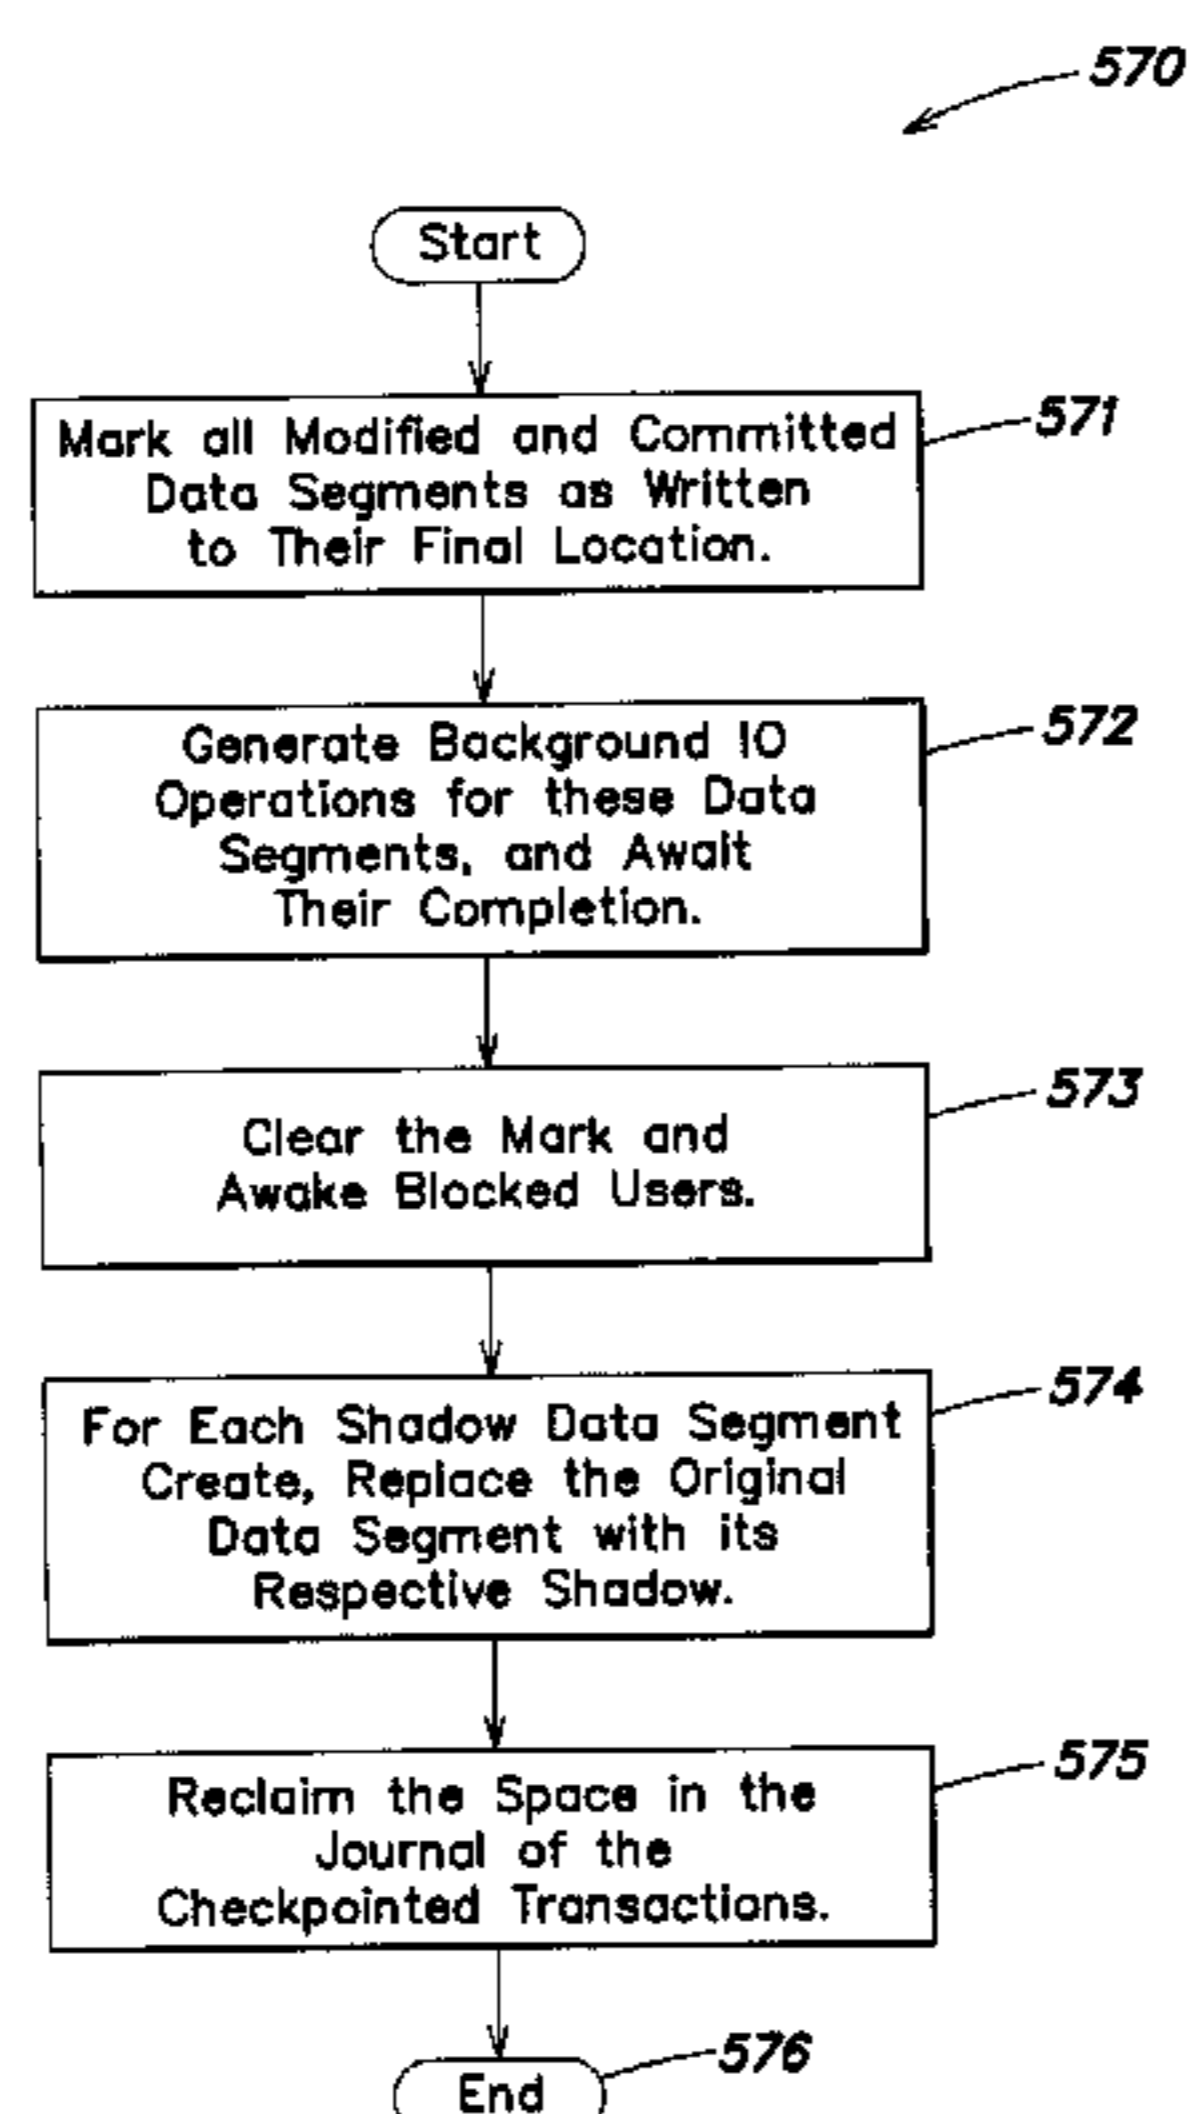 570
Start
Mark all Modified and Committed
Data Segments as Written
to Their Final Location.
571
Generate Background IO
Operations for these Data
Segments, and Await
Their Completion.
572
Clear the Mark and
Awake Blocked Users.
573
For Each Shadow Data Segment
Create, Replace the Original
Data Segment with its
Respective Shadow.
574
Reclaim the Space in the
Journal of the
Checkpointed Transactions.
575
End
576